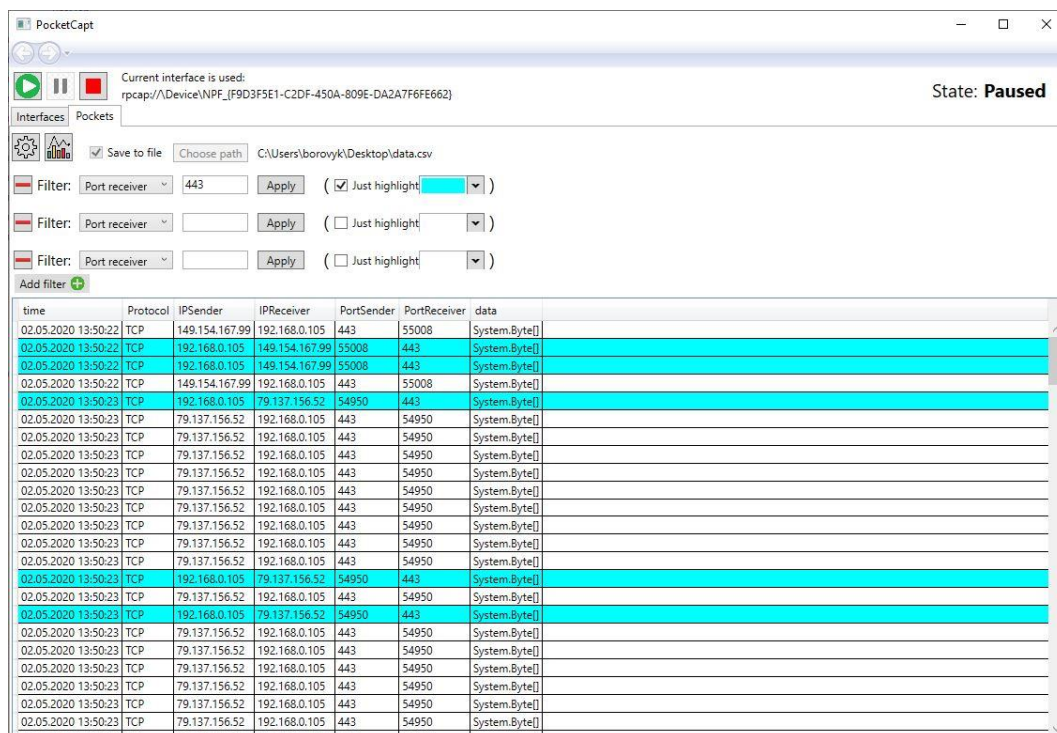 PocketCapt
Current interface is used:
rpcap://\Device\NPF_{F9D3F5E1-C2DF-450A-809E-DA2A7F6FE662}
State: Paused
Interfaces Pockets
Save to file Choose path C:\Users\borovyk\Desktop\data.csv
Filter: Port receiver 443 Apply ( Just highlight )
Filter: Port receiver Apply ( Just highlight )
Filter: Port receiver Apply ( Just highlight )
Add filter
time Protocol IPSender IPReceiver PortSender PortReceiver data
02.05.2020 13:50:22 TCP 149.154.167.99 192.168.0.105 443 55008 System.Byte[]
02.05.2020 13:50:22 TCP 192.168.0.105 149.154.167.99 55008 443 System.Byte[]
02.05.2020 13:50:22 TCP 192.168.0.105 149.154.167.99 55008 443 System.Byte[]
02.05.2020 13:50:22 TCP 149.154.167.99 192.168.0.105 443 55008 System.Byte[]
02.05.2020 13:50:23 TCP 192.168.0.105 79.137.156.52 54950 443 System.Byte[]
02.05.2020 13:50:23 TCP 79.137.156.52 192.168.0.105 443 54950 System.Byte[]
02.05.2020 13:50:23 TCP 79.137.156.52 192.168.0.105 443 54950 System.Byte[]
02.05.2020 13:50:23 TCP 79.137.156.52 192.168.0.105 443 54950 System.Byte[]
02.05.2020 13:50:23 TCP 79.137.156.52 192.168.0.105 443 54950 System.Byte[]
02.05.2020 13:50:23 TCP 79.137.156.52 192.168.0.105 443 54950 System.Byte[]
02.05.2020 13:50:23 TCP 79.137.156.52 192.168.0.105 443 54950 System.Byte[]
02.05.2020 13:50:23 TCP 79.137.156.52 192.168.0.105 443 54950 System.Byte[]
02.05.2020 13:50:23 TCP 79.137.156.52 192.168.0.105 443 54950 System.Byte[]
02.05.2020 13:50:23 TCP 79.137.156.52 192.168.0.105 443 54950 System.Byte[]
02.05.2020 13:50:23 TCP 192.168.0.105 79.137.156.52 54950 443 System.Byte[]
02.05.2020 13:50:23 TCP 79.137.156.52 192.168.0.105 443 54950 System.Byte[]
02.05.2020 13:50:23 TCP 192.168.0.105 79.137.156.52 54950 443 System.Byte[]
02.05.2020 13:50:23 TCP 79.137.156.52 192.168.0.105 443 54950 System.Byte[]
02.05.2020 13:50:23 TCP 79.137.156.52 192.168.0.105 443 54950 System.Byte[]
02.05.2020 13:50:23 TCP 79.137.156.52 192.168.0.105 443 54950 System.Byte[]
02.05.2020 13:50:23 TCP 79.137.156.52 192.168.0.105 443 54950 System.Byte[]
02.05.2020 13:50:23 TCP 79.137.156.52 192.168.0.105 443 54950 System.Byte[]
02.05.2020 13:50:23 TCP 79.137.156.52 192.168.0.105 443 54950 System.Byte[]